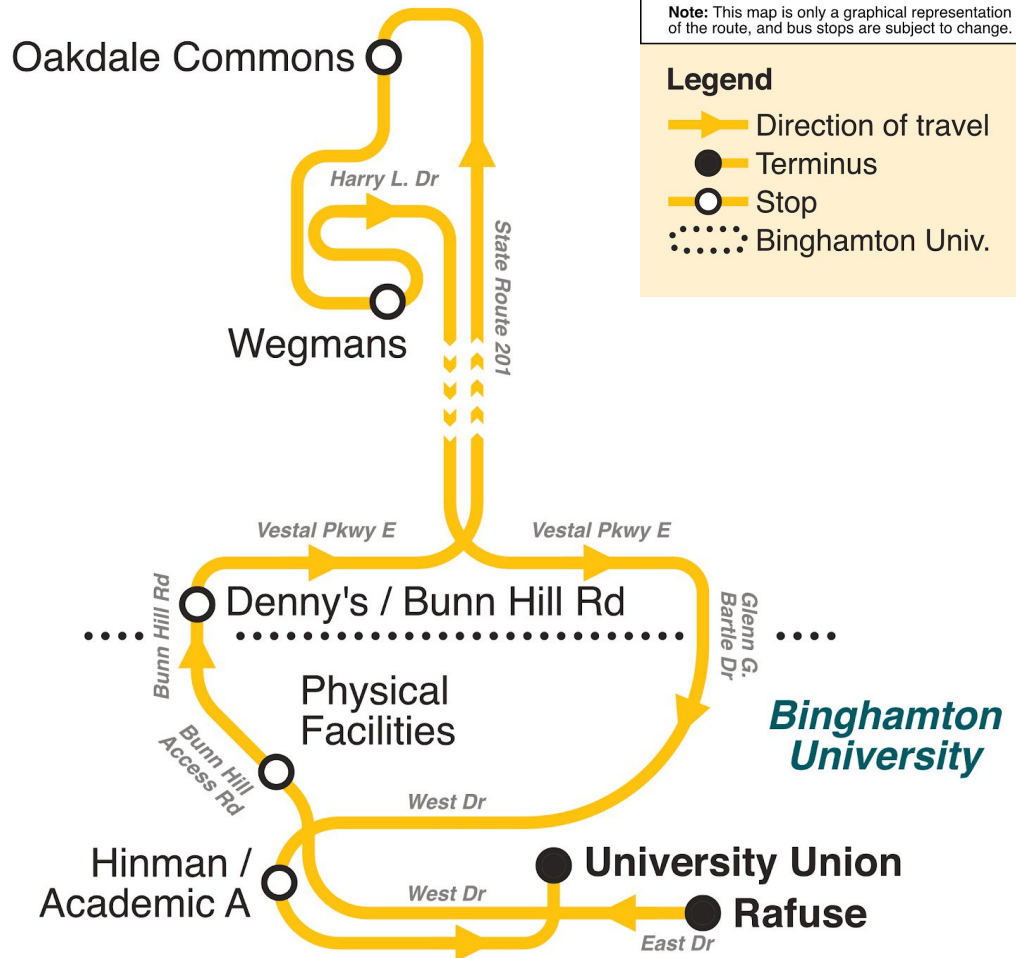 Note: This map is only a graphical representation
of the route, and bus stops are subject to change.
Legend
Direction of travel
Terminus
Stop
Binghamton Univ.
Oakdale Commons
Harry L. Dr
State Route 201
Wegmans
Vestal Pkwy E
Vestal Pkwy E
Bunn Hill Rd
Denny's / Bunn Hill Rd
Glenn G.
Bartle Dr
Physical
Facilities
Binghamton
University
Bunn Hill
Access Rd
West Dr
Hinman /
Academic A
University Union
West Dr
Rafuse
East Dr